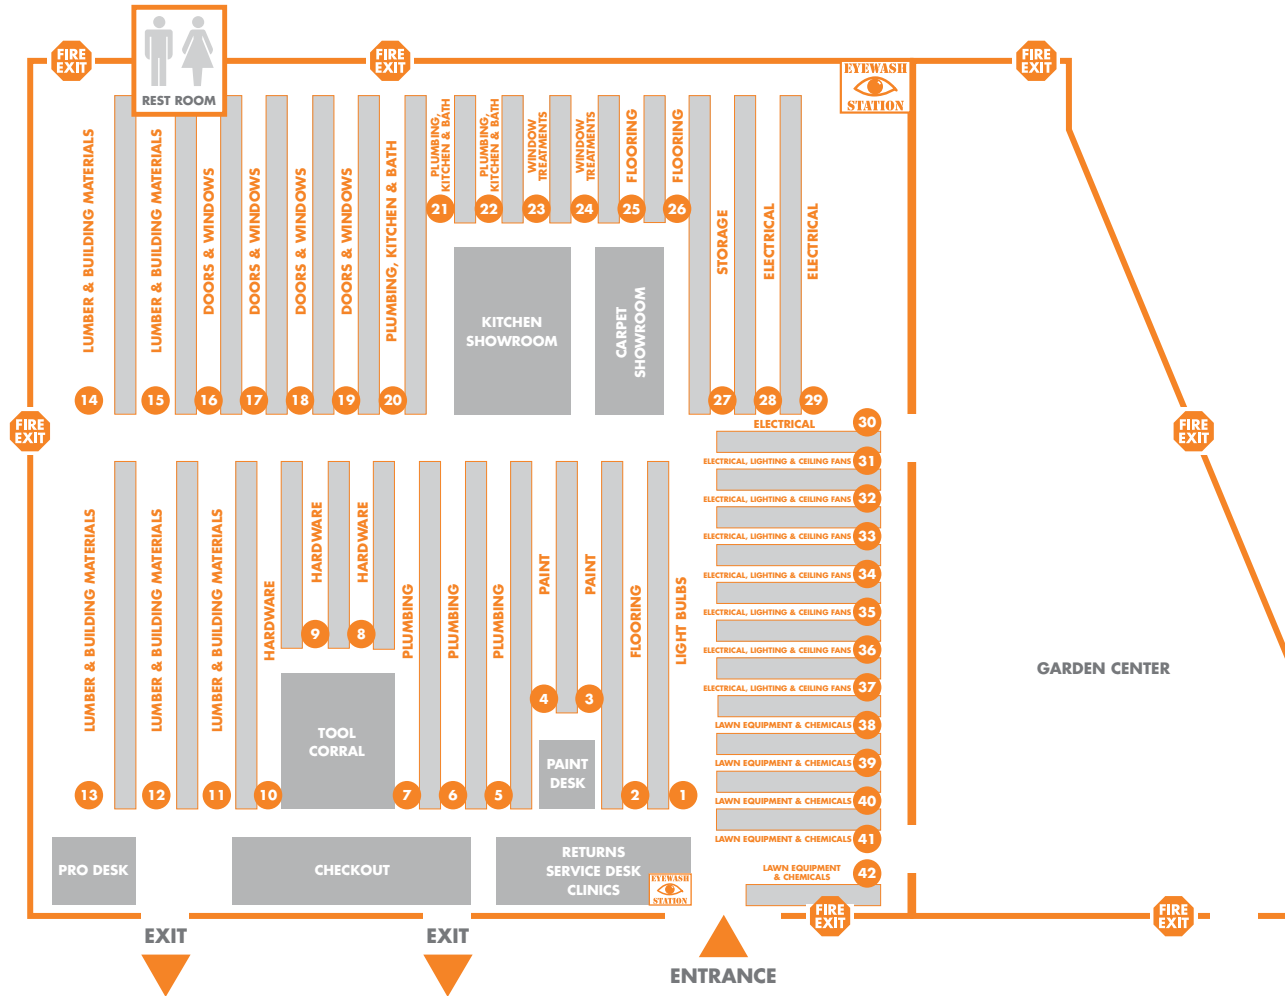 FIRE
EXIT
REST ROOM
FIRE
EXIT
EYEWASH
STATION
FIRE
EXIT
LUMBER & BUILDING MATERIALS
14
LUMBER & BUILDING MATERIALS
15
DOORS & WINDOWS
16
DOORS & WINDOWS
17
DOORS & WINDOWS
18
DOORS & WINDOWS
19
PLUMBING, KITCHEN & BATH
20
PLUMBING,
KITCHEN & BATH
21
PLUMBING,
KITCHEN & BATH
22
WINDOW
TREATMENTS
23
WINDOW
TREATMENTS
24
FLOORING
25
FLOORING
26
STORAGE
27
ELECTRICAL
28
ELECTRICAL
29
KITCHEN
SHOWROOM
CARPET
SHOWROOM
FIRE
EXIT
FIRE
EXIT
ELECTRICAL
30
ELECTRICAL, LIGHTING & CEILING FANS
31
ELECTRICAL, LIGHTING & CEILING FANS
32
ELECTRICAL, LIGHTING & CEILING FANS
33
ELECTRICAL, LIGHTING & CEILING FANS
34
ELECTRICAL, LIGHTING & CEILING FANS
35
ELECTRICAL, LIGHTING & CEILING FANS
36
ELECTRICAL, LIGHTING & CEILING FANS
37
LAWN EQUIPMENT & CHEMICALS
38
LAWN EQUIPMENT & CHEMICALS
39
LAWN EQUIPMENT & CHEMICALS
40
LAWN EQUIPMENT & CHEMICALS
41
LAWN EQUIPMENT
& CHEMICALS
42
LUMBER & BUILDING MATERIALS
13
LUMBER & BUILDING MATERIALS
12
LUMBER & BUILDING MATERIALS
11
HARDWARE
10
HARDWARE
9
HARDWARE
8
PLUMBING
7
PLUMBING
6
PLUMBING
5
PAINT
4
PAINT
3
FLOORING
2
LIGHT BULBS
1
TOOL
CORRAL
PAINT
DESK
GARDEN CENTER
PRO DESK
CHECKOUT
RETURNS
SERVICE DESK
CLINICS
EYEWASH
STATION
FIRE
EXIT
FIRE
EXIT
EXIT
EXIT
ENTRANCE